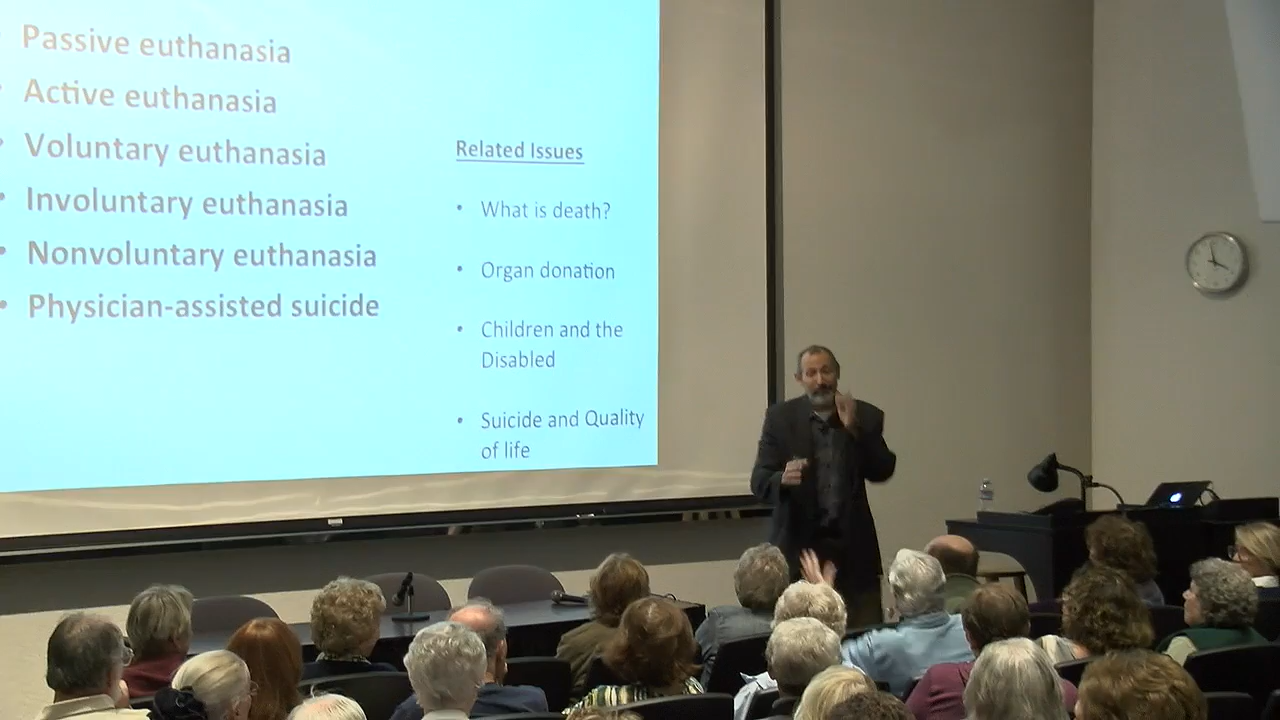 • Passive euthanasia
• Active euthanasia
• Voluntary euthanasia
• Involuntary euthanasia
• Nonvoluntary euthanasia
• Physician-assisted suicide
Related Issues
• What is death?
• Organ donation
• Children and the
Disabled
• Suicide and Quality
of life